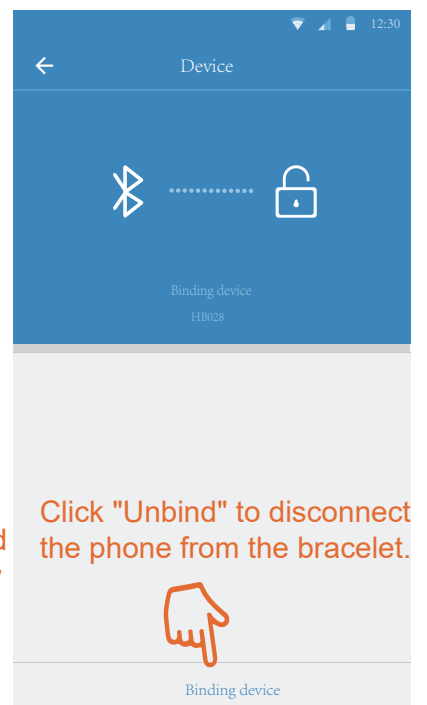 12:30
Device
Binding device
HB028
Click "Unbind" to disconnect
the phone from the bracelet.
Binding device